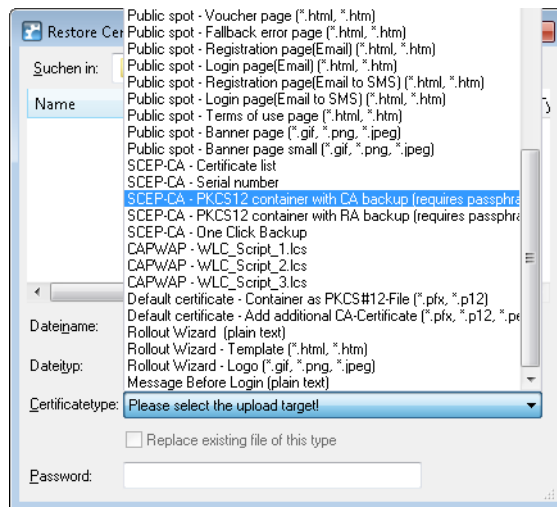 Restore Cer
Public spot - Voucher page (*.html, *.htm)
Public spot - Fallback error page (*.html, *.htm)
Public spot - Registration page(Email) (*.html, *.htm)
Public spot - Login page(Email) (*.html, *.htm)
Public spot - Registration page(Email to SMS) (*.html, *.htm)
Public spot - Login page(Email to SMS) (*.html, *.htm)
Public spot - Terms of use page (*.html, *.htm)
Public spot - Banner page (*.gif, *.png, *.jpeg)
Public spot - Banner page small (*.gif, *.png, *.jpeg)
SCEP-CA - Certificate list
SCEP-CA - Serial number
SCEP-CA - PKCS12 container with CA backup (requires passphra
SCEP-CA - PKCS12 container with RA backup (requires passphra
SCEP-CA - One Click Backup
CAPWAP - WLC_Script_1.lcs
CAPWAP - WLC_Script_2.lcs
CAPWAP - WLC_Script_3.lcs
Default certificate - Container as PKCS#12-File (*.pfx, *.p12)
Default certificate - Add additional CA-Certificate (*.pfx, *.p12, *.pe
Rollout Wizard (plain text)
Rollout Wizard - Template (*.html, *.htm)
Rollout Wizard - Logo (*.gif, *.png, *.jpeg)
Message Before Login (plain text)
Suchen in:
Name
Dateiname:
Dateityp:
Certificatetype: Please select the upload target!
Replace existing file of this type
Password: